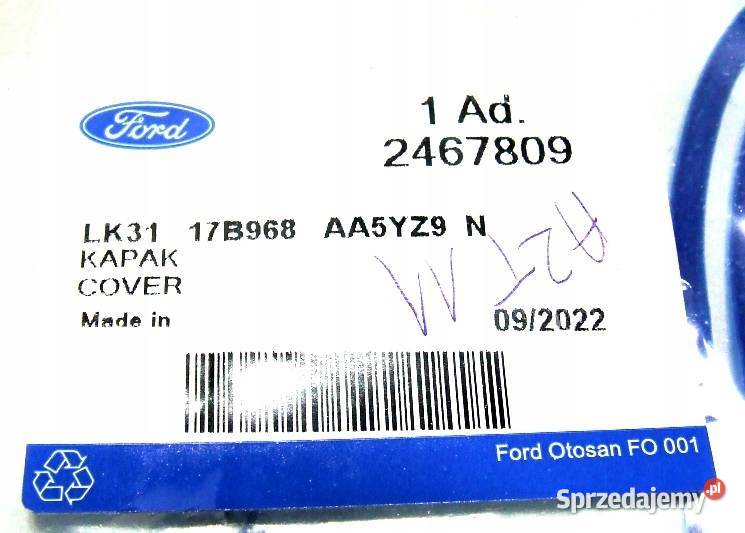 Ford
1 Ad.
2467809
LK31 17B968 AA5YZ9 N
KAPAK
COVER
Made in
09/2022
Ford Otosan FO 001
Sprzedajemy.pl